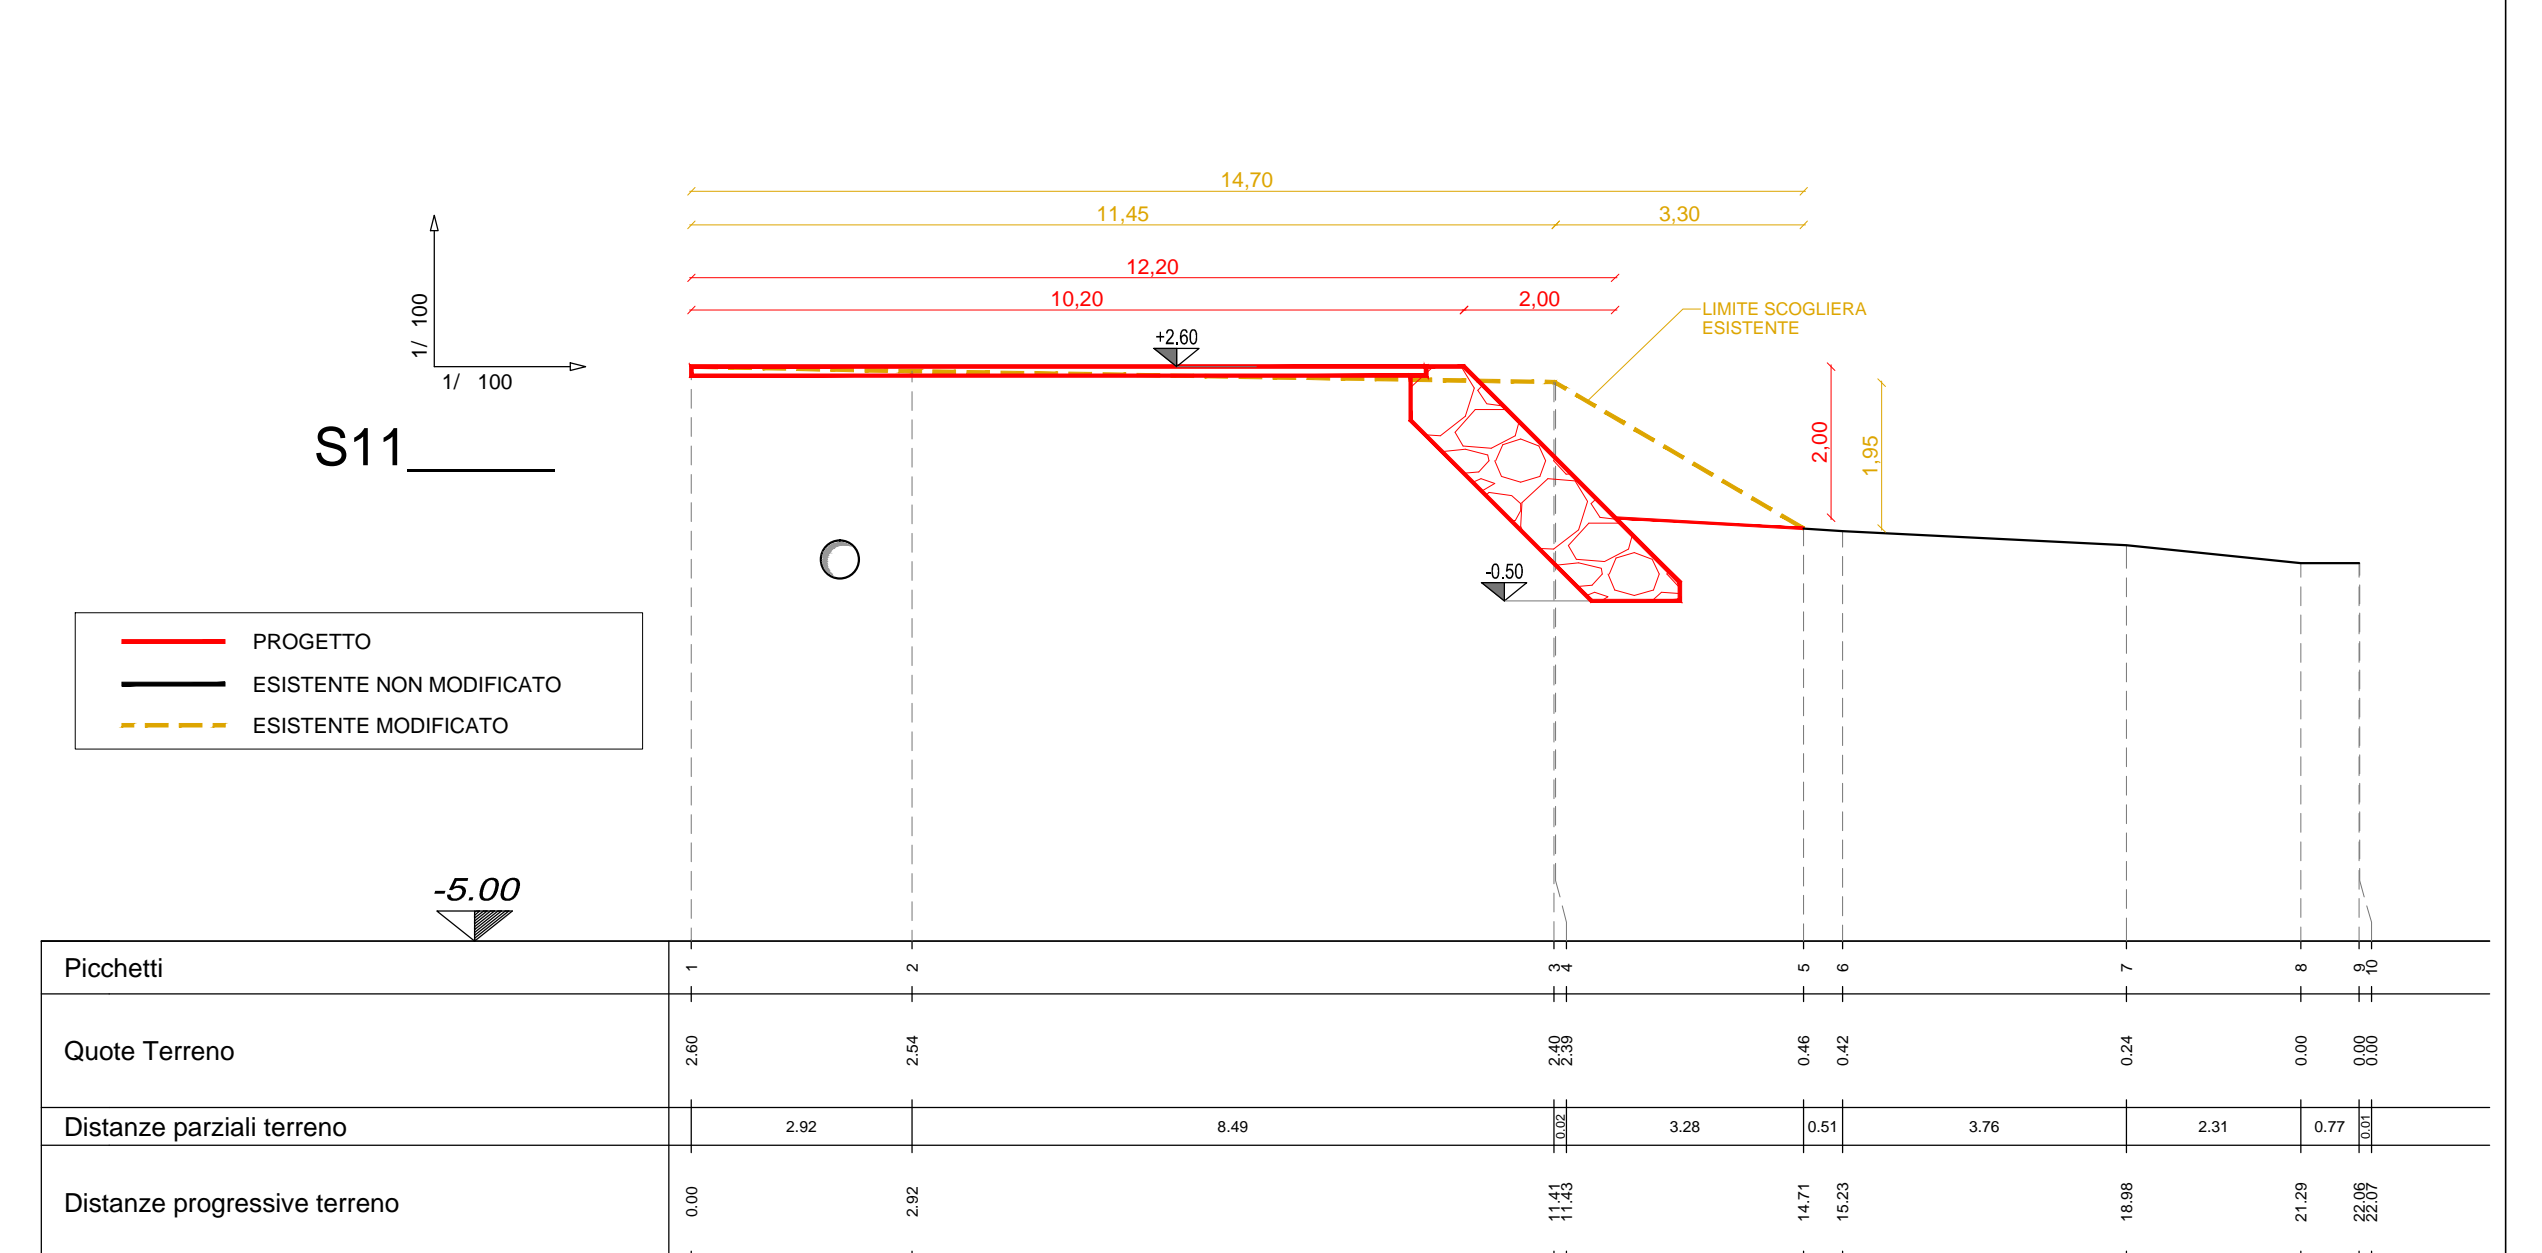 14,70
11,45 3,30
12,20
10,20 2,00
LIMITE SCOGLIERA
ESISTENTE
+2.60
1/ 100
1/ 100
2,00
1,95
S11
-0.50
PROGETTO
ESISTENTE NON MODIFICATO
ESISTENTE MODIFICATO
-5.00
Picchetti 1 2 3 4 5 6 7 8 9 10
Quote Terreno 2.60 2.54 2.40 2.39 0.46 0.42 0.24 0.00 0.00 0.00
Distanze parziali terreno 2.92 8.49 0.02 3.28 0.51 3.76 2.31 0.77 0.01
Distanze progressive terreno 0.00 2.92 11.41 11.43 14.71 15.23 18.98 21.29 22.06 22.07